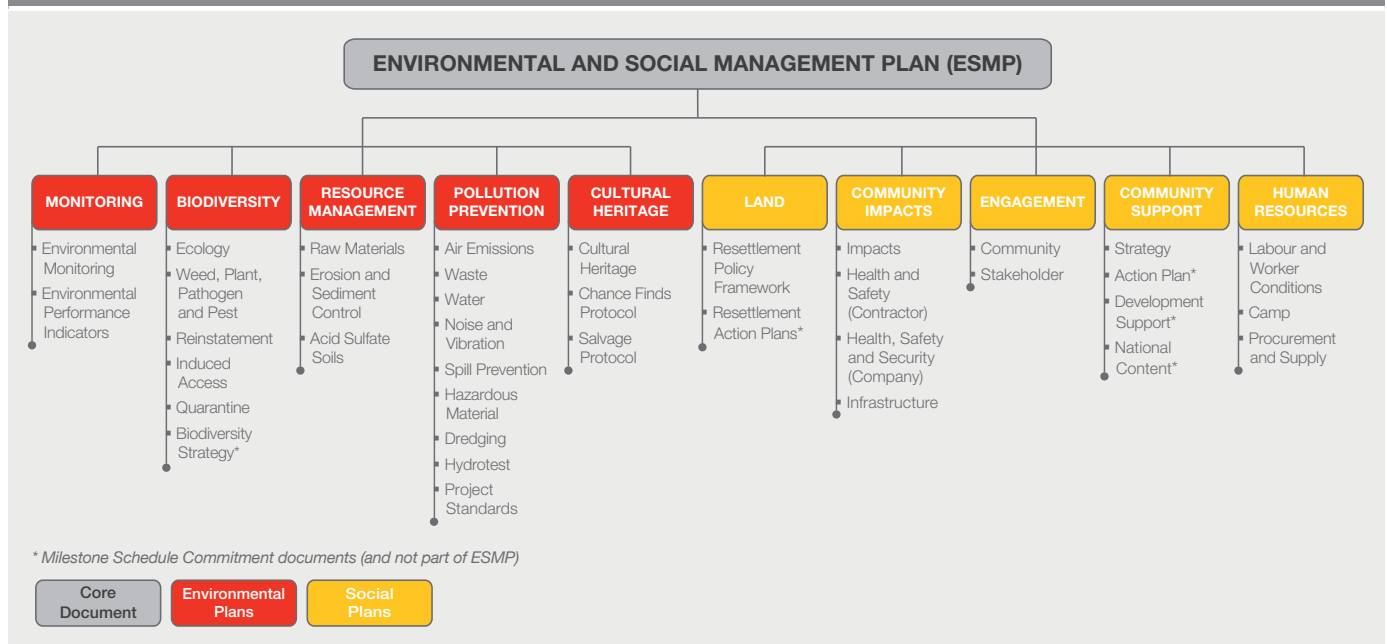 ENVIRONMENTAL AND SOCIAL MANAGEMENT PLAN (ESMP)
MONITORING
Environmental
Monitoring
Environmental
Performance
Indicators
BIODIVERSITY
Ecology
Weed, Plant,
Pathogen
and Pest
Reinstatement
Induced
Access
Quarantine
Biodiversity
Strategy*
RESOURCE
MANAGEMENT
Raw Materials
Erosion and
Sediment
Control
Acid Sulfate
Soils
POLLUTION
PREVENTION
Air Emissions
Waste
Water
Noise and
Vibration
Spill Prevention
Hazardous
Material
Dredging
Hydrotest
Project
Standards
CULTURAL
HERITAGE
Cultural
Heritage
Chance Finds
Protocol
Salvage
Protocol
LAND
Resettlement
Policy
Framework
Resettlement
Action Plans*
COMMUNITY
IMPACTS
Impacts
Health and
Safety
(Contractor)
Health, Safety
and Security
(Company)
Infrastructure
ENGAGEMENT
Community
Stakeholder
COMMUNITY
SUPPORT
Strategy
Action Plan*
Development
Support*
National
Content*
HUMAN
RESOURCES
Labour and
Worker
Conditions
Camp
Procurement
and Supply
* Milestone Schedule Commitment documents (and not part of ESMP)
Core
Document
Environmental
Plans
Social
Plans